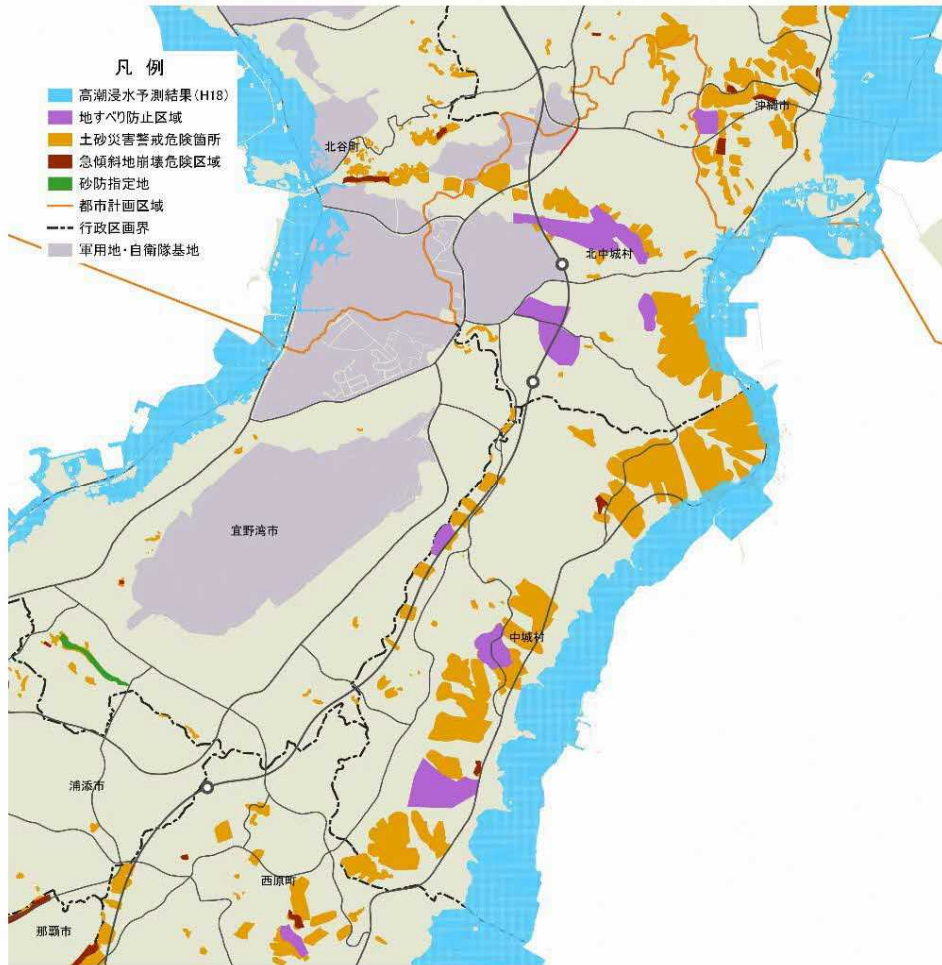 凡 例
高潮浸水予測結果(H18)
地すべり防止区域
土砂災害警戒危険箇所
急傾斜地崩壊危険区域
砂防指定地
都市計画区域
行政区画界
軍用地・自衛隊基地
沖縄市
北谷町
北中城村
宜野湾市
中城村
浦添市
西原町
那覇市